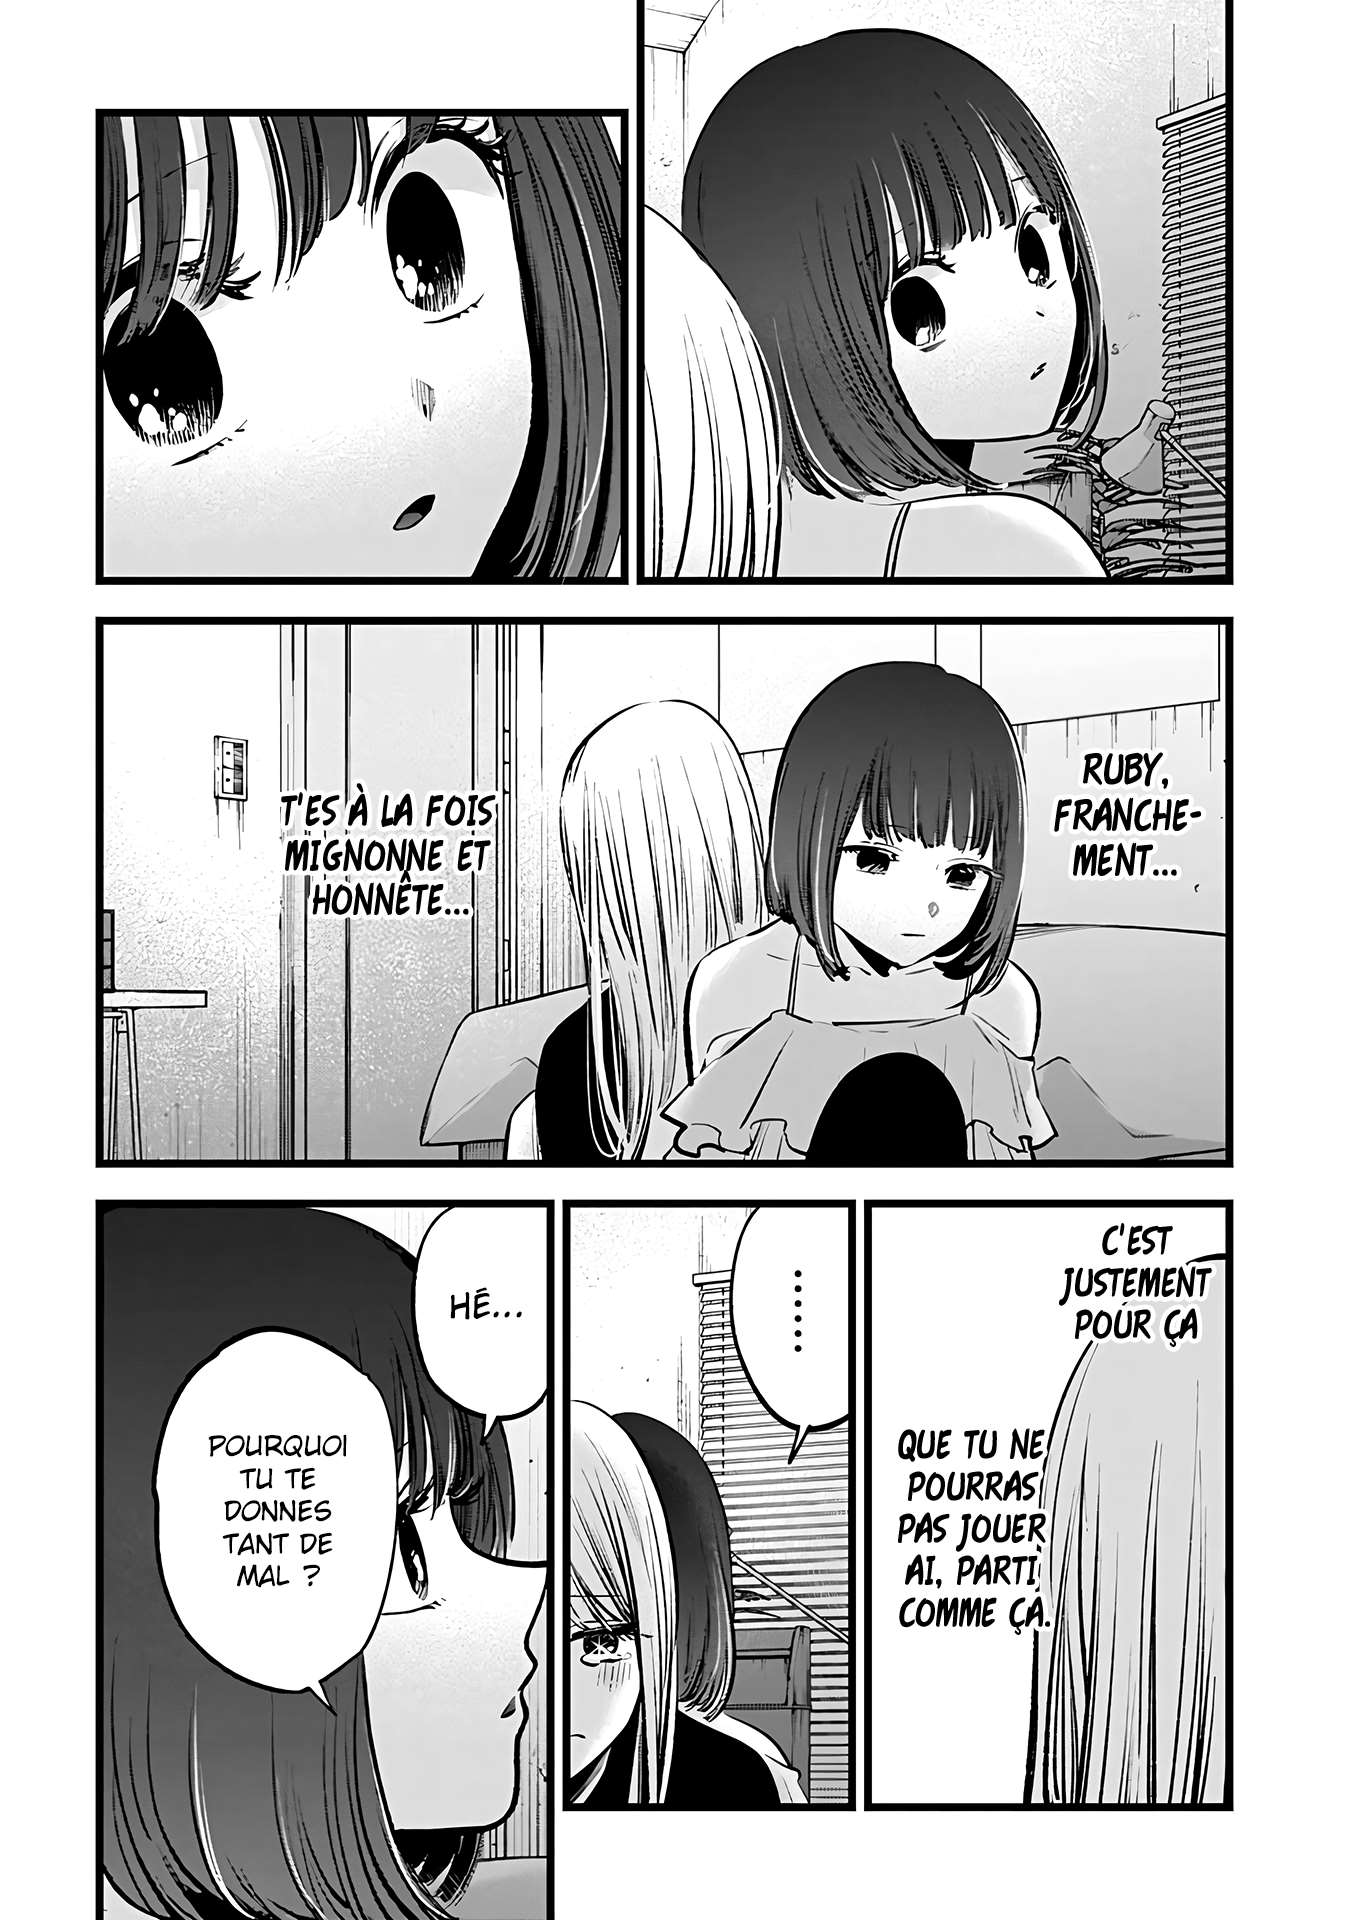 RUBY,
FRANCHE-
MENT...
T'ES À LA FOIS
MIGNONNE ET
HONNÊTE...
C'EST
JUSTEMENT
POUR ÇA
QUE TU NE
POURRAS
PAS JOUER
AI, PARTI
COMME ÇA.
.......
HÉ...
POURQUOI
TU TE
DONNES
TANT DE
MAL ?